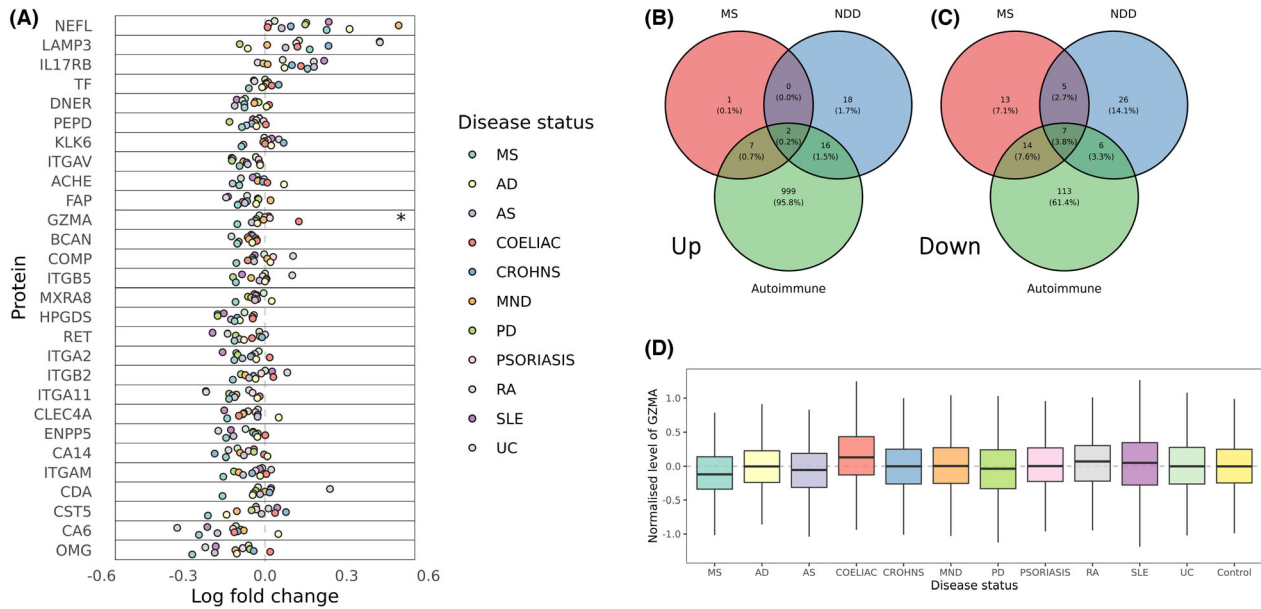 (A)
Protein
NEFL
LAMP3
IL17RB
TF
DNER
PEPD
KLK6
ITGAV
ACHE
FAP
GZMA
*
BCAN
COMP
ITGB5
MXRA8
HPGDS
RET
ITGA2
ITGB2
ITGA11
CLEC4A
ENPP5
CA14
ITGAM
CDA
CST5
CA6
OMG
-0.6 -0.3 0.0 0.3 0.6
Log fold change
Disease status
MS
AD
AS
COELIAC
CROHNS
MND
PD
PSORIASIS
RA
SLE
UC
(B)
MS NDD
1
(0.1%)
0
(0.0%)
18
(1.7%)
2
(0.2%)
7
(0.7%)
16
(1.5%)
999
(95.8%)
Up
Autoimmune
(C)
MS NDD
13
(7.1%)
5
(2.7%)
26
(14.1%)
7
(3.8%)
14
(7.6%)
6
(3.3%)
113
(61.4%)
Down
Autoimmune
(D)
Normalised level of GZMA
1.0
0.5
0.0
-0.5
-1.0
MS AD AS COELIAC CROHNS MND PD PSORIASIS RA SLE UC Control
Disease status